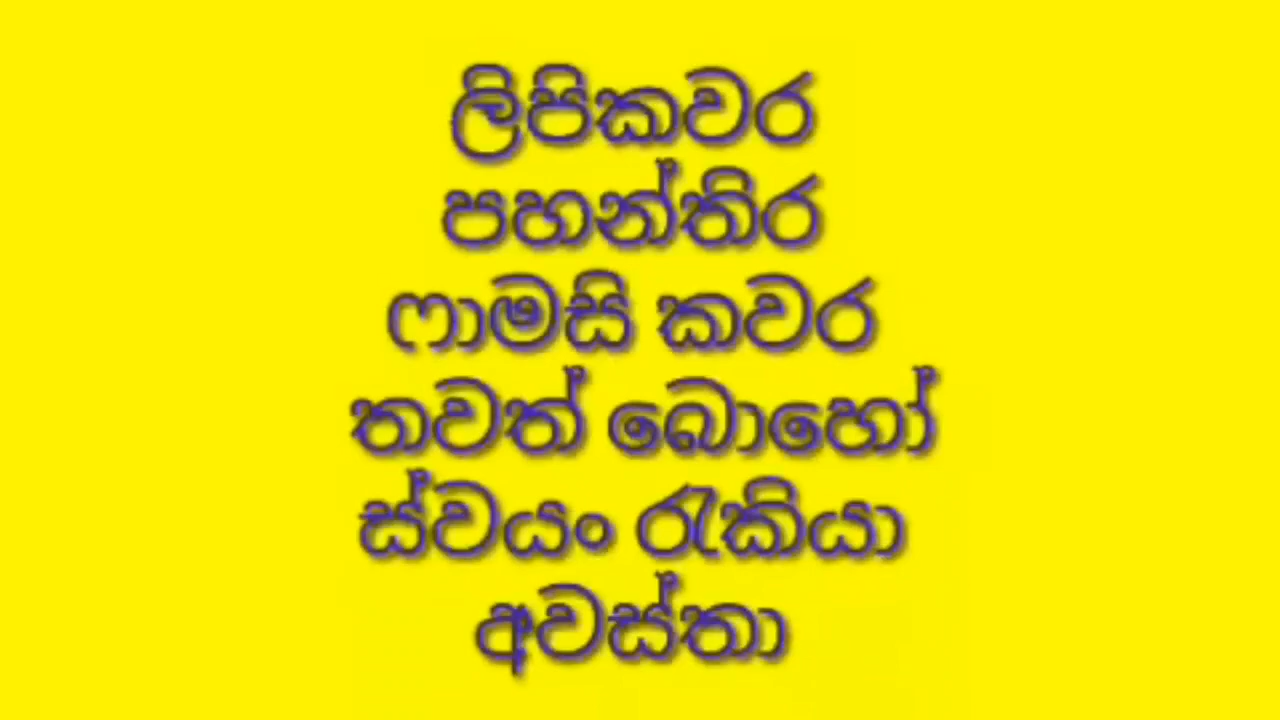 ලිපිකවර
පහන්තිර
ෆාමසි කවර
තවත් බොහෝ
ස්වයං රැකියා
අවස්තා